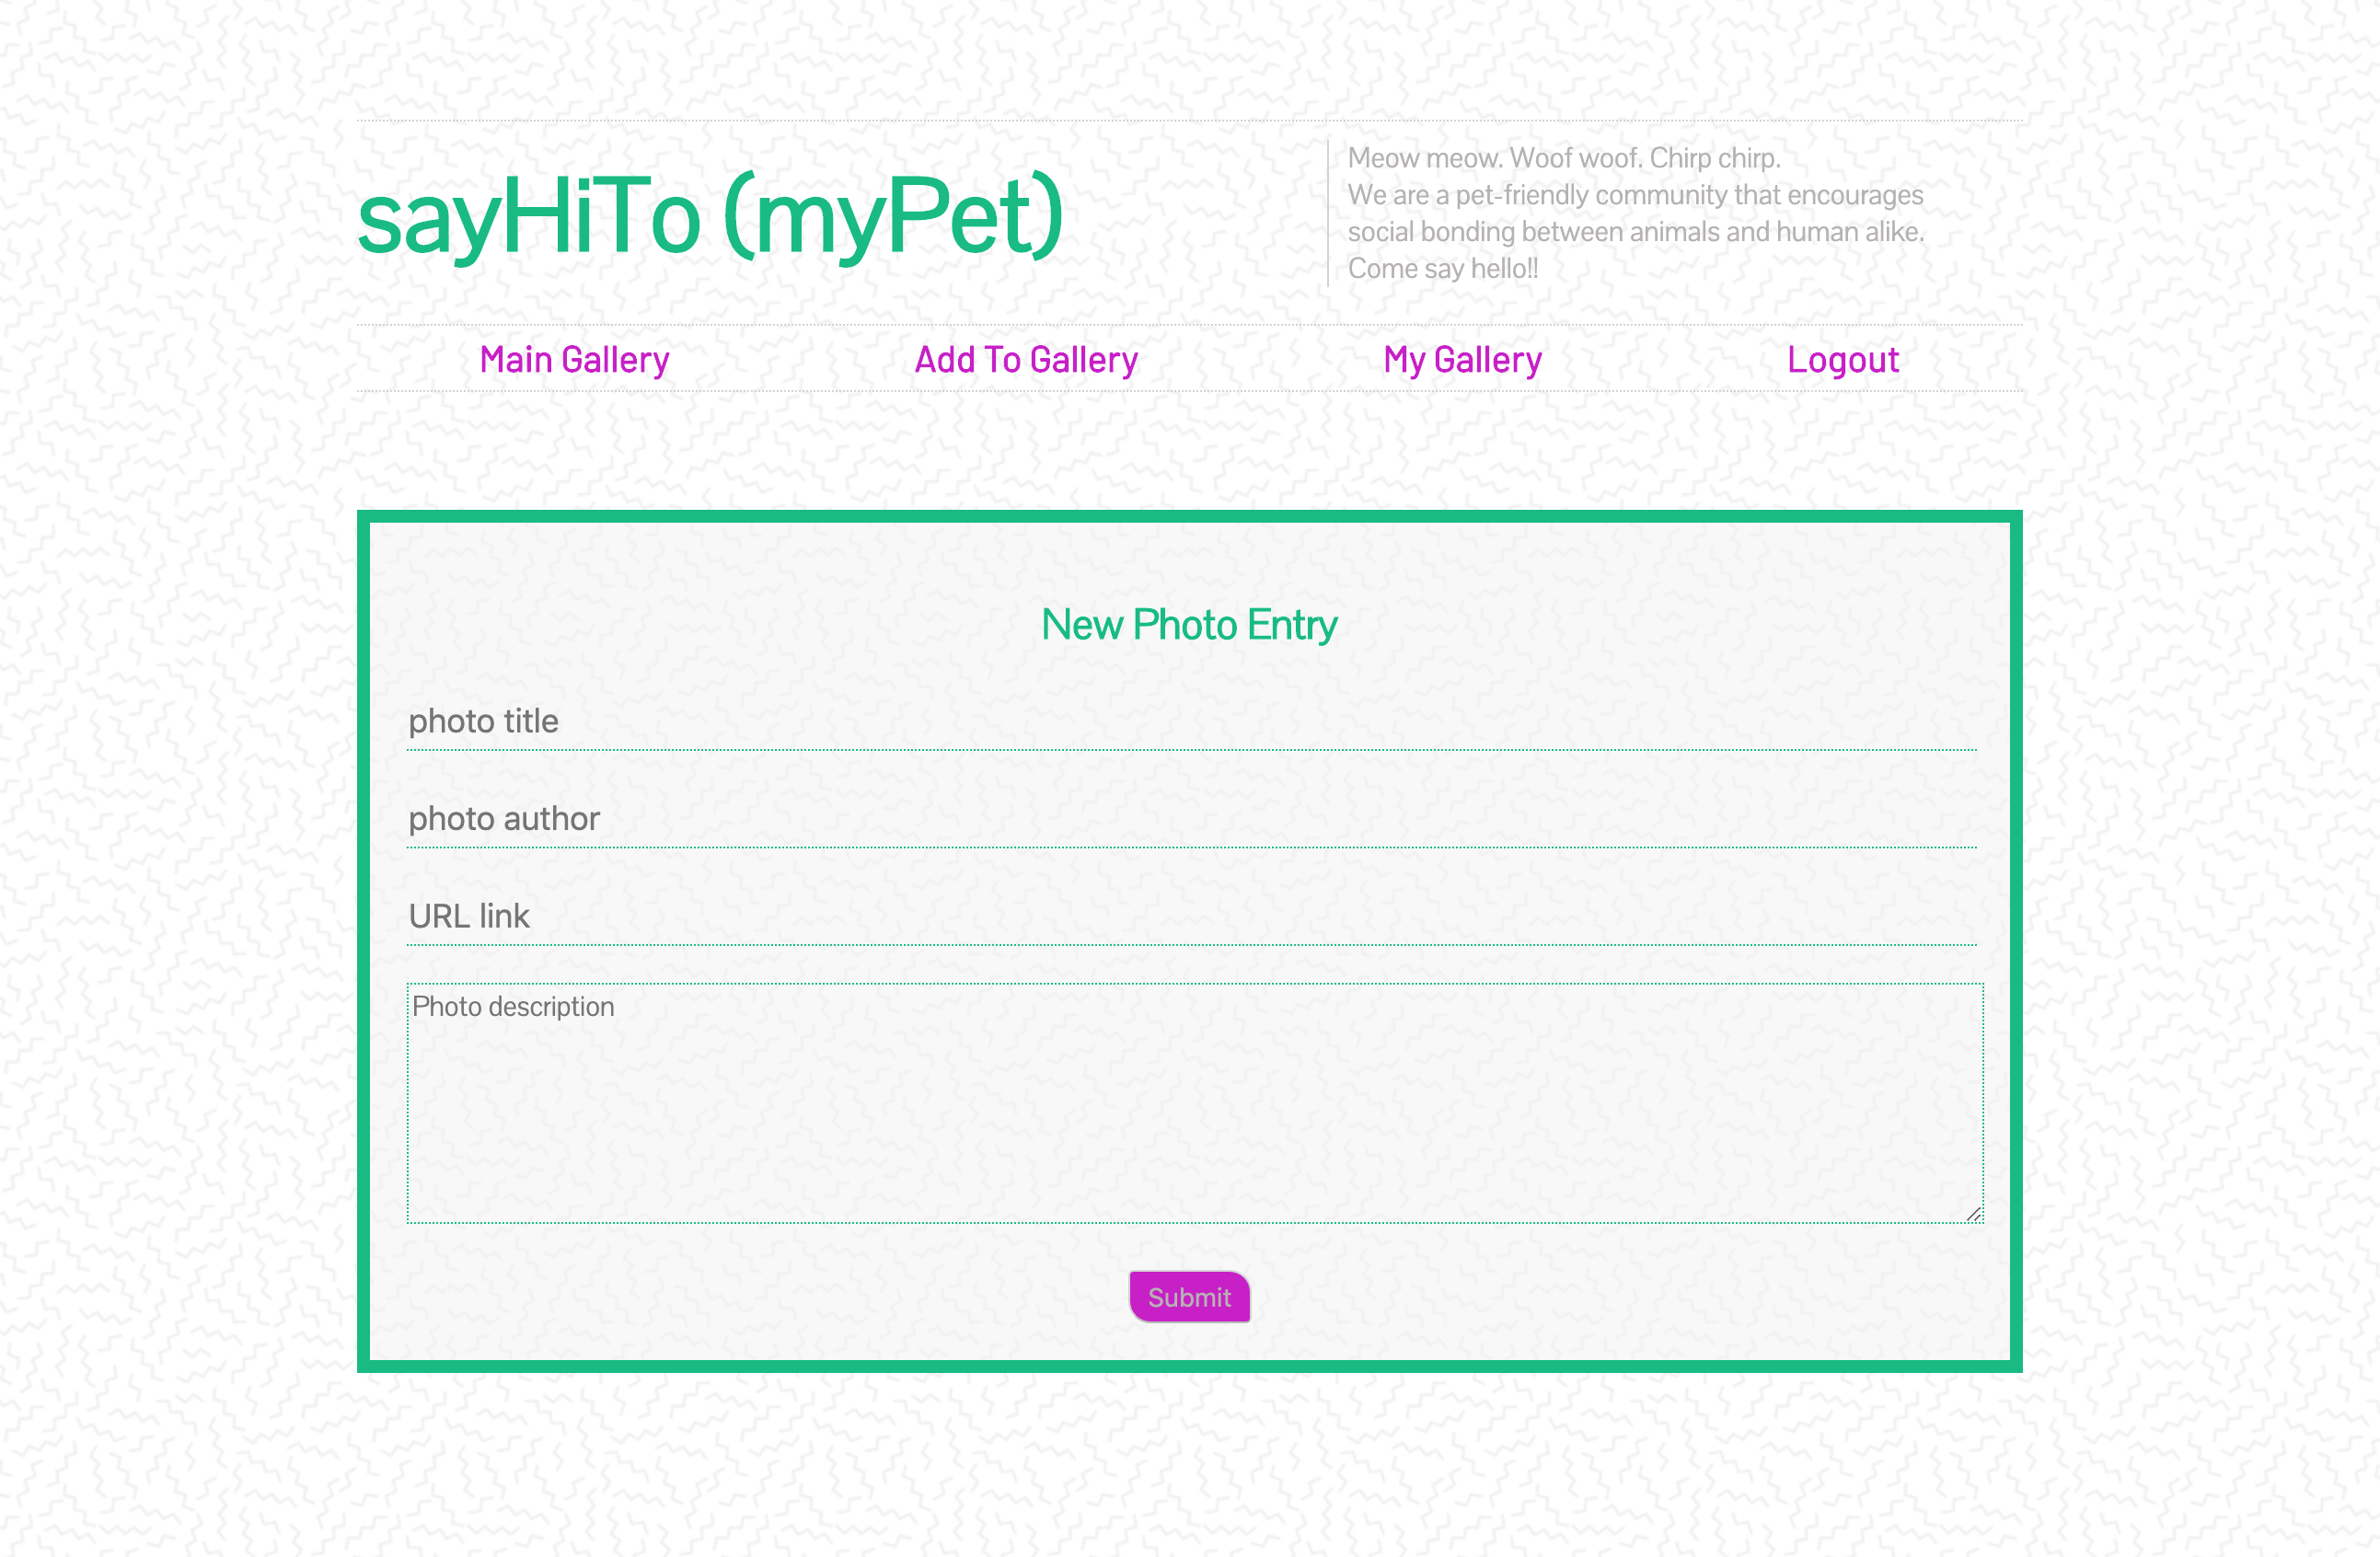 sayHiTo (myPet)
Meow meow. Woof woof. Chirp chirp.
We are a pet-friendly community that encourages
social bonding between animals and human alike.
Come say hello!!
Main Gallery Add To Gallery My Gallery Logout
New Photo Entry
photo title
photo author
URL link
Photo description
Submit